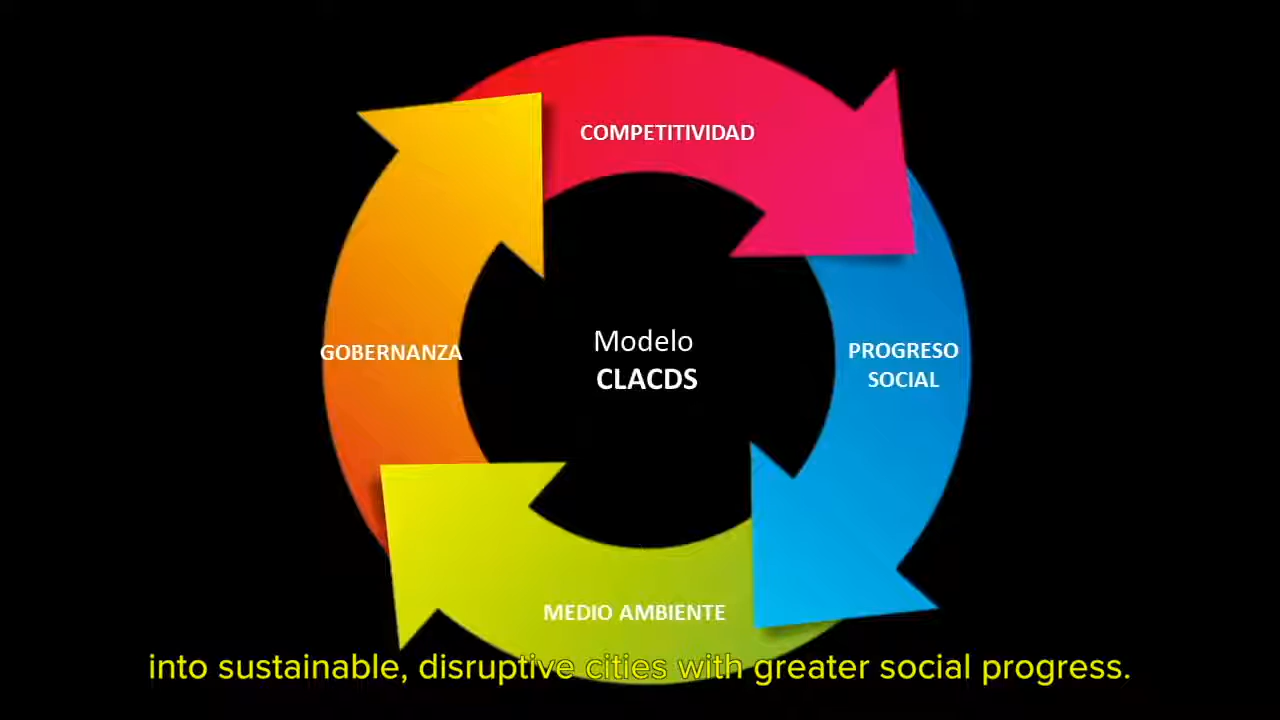 COMPETITIVIDAD
GOBERNANZA
Modelo
CLACDS
PROGRESO
SOCIAL
MEDIO AMBIENTE
into sustainable, disruptive cities with greater social progress.